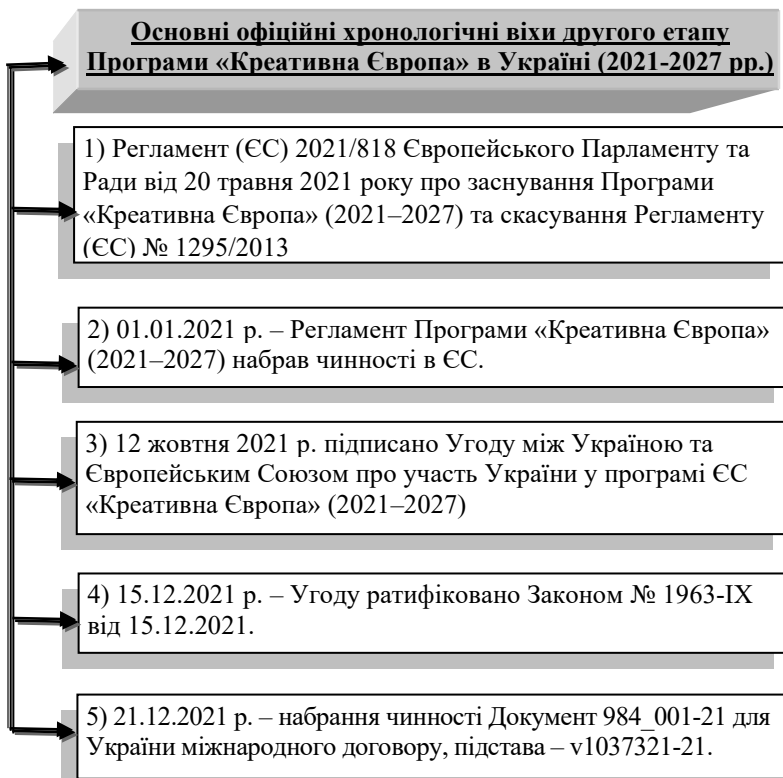 Основні офіційні хронологічні віхи другого етапу
Програми «Креативна Європа» в Україні (2021-2027 рр.)
1) Регламент (ЄС) 2021/818 Європейського Парламенту та
Ради від 20 травня 2021 року про заснування Програми
«Креативна Європа» (2021–2027) та скасування Регламенту
(ЄС) № 1295/2013
2) 01.01.2021 р. – Регламент Програми «Креативна Європа»
(2021–2027) набрав чинності в ЄС.
3) 12 жовтня 2021 р. підписано Угоду між Україною та
Європейським Союзом про участь України у програмі ЄС
«Креативна Європа» (2021–2027)
4) 15.12.2021 р. – Угоду ратифіковано Законом № 1963-IX
від 15.12.2021.
5) 21.12.2021 р. – набрання чинності Документ 984_001-21 для
України міжнародного договору, підстава – v1037321-21.